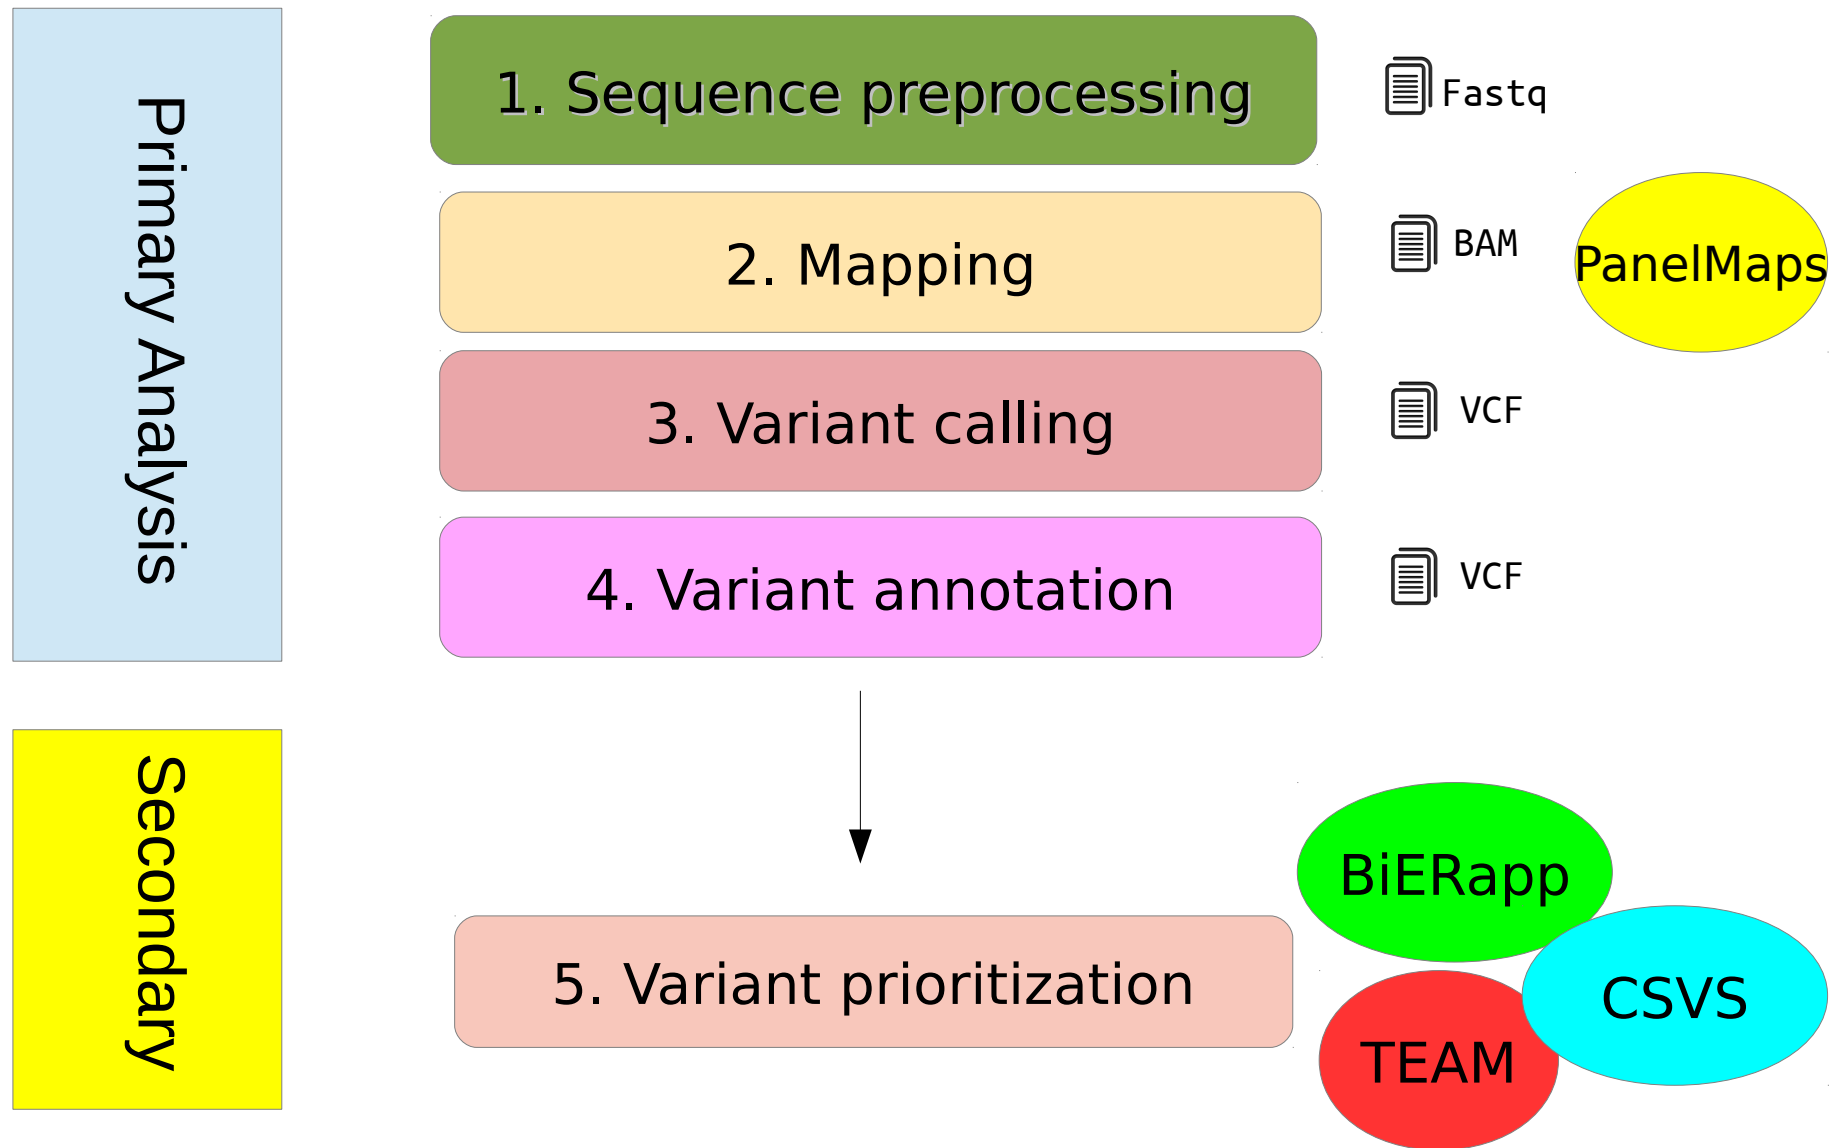 Primary Analysis
1. Sequence preprocessing
Fastq
2. Mapping
BAM
PanelMaps
3. Variant calling
VCF
4. Variant annotation
VCF
Secondary
5. Variant prioritization
BiERapp
CSVS
TEAM